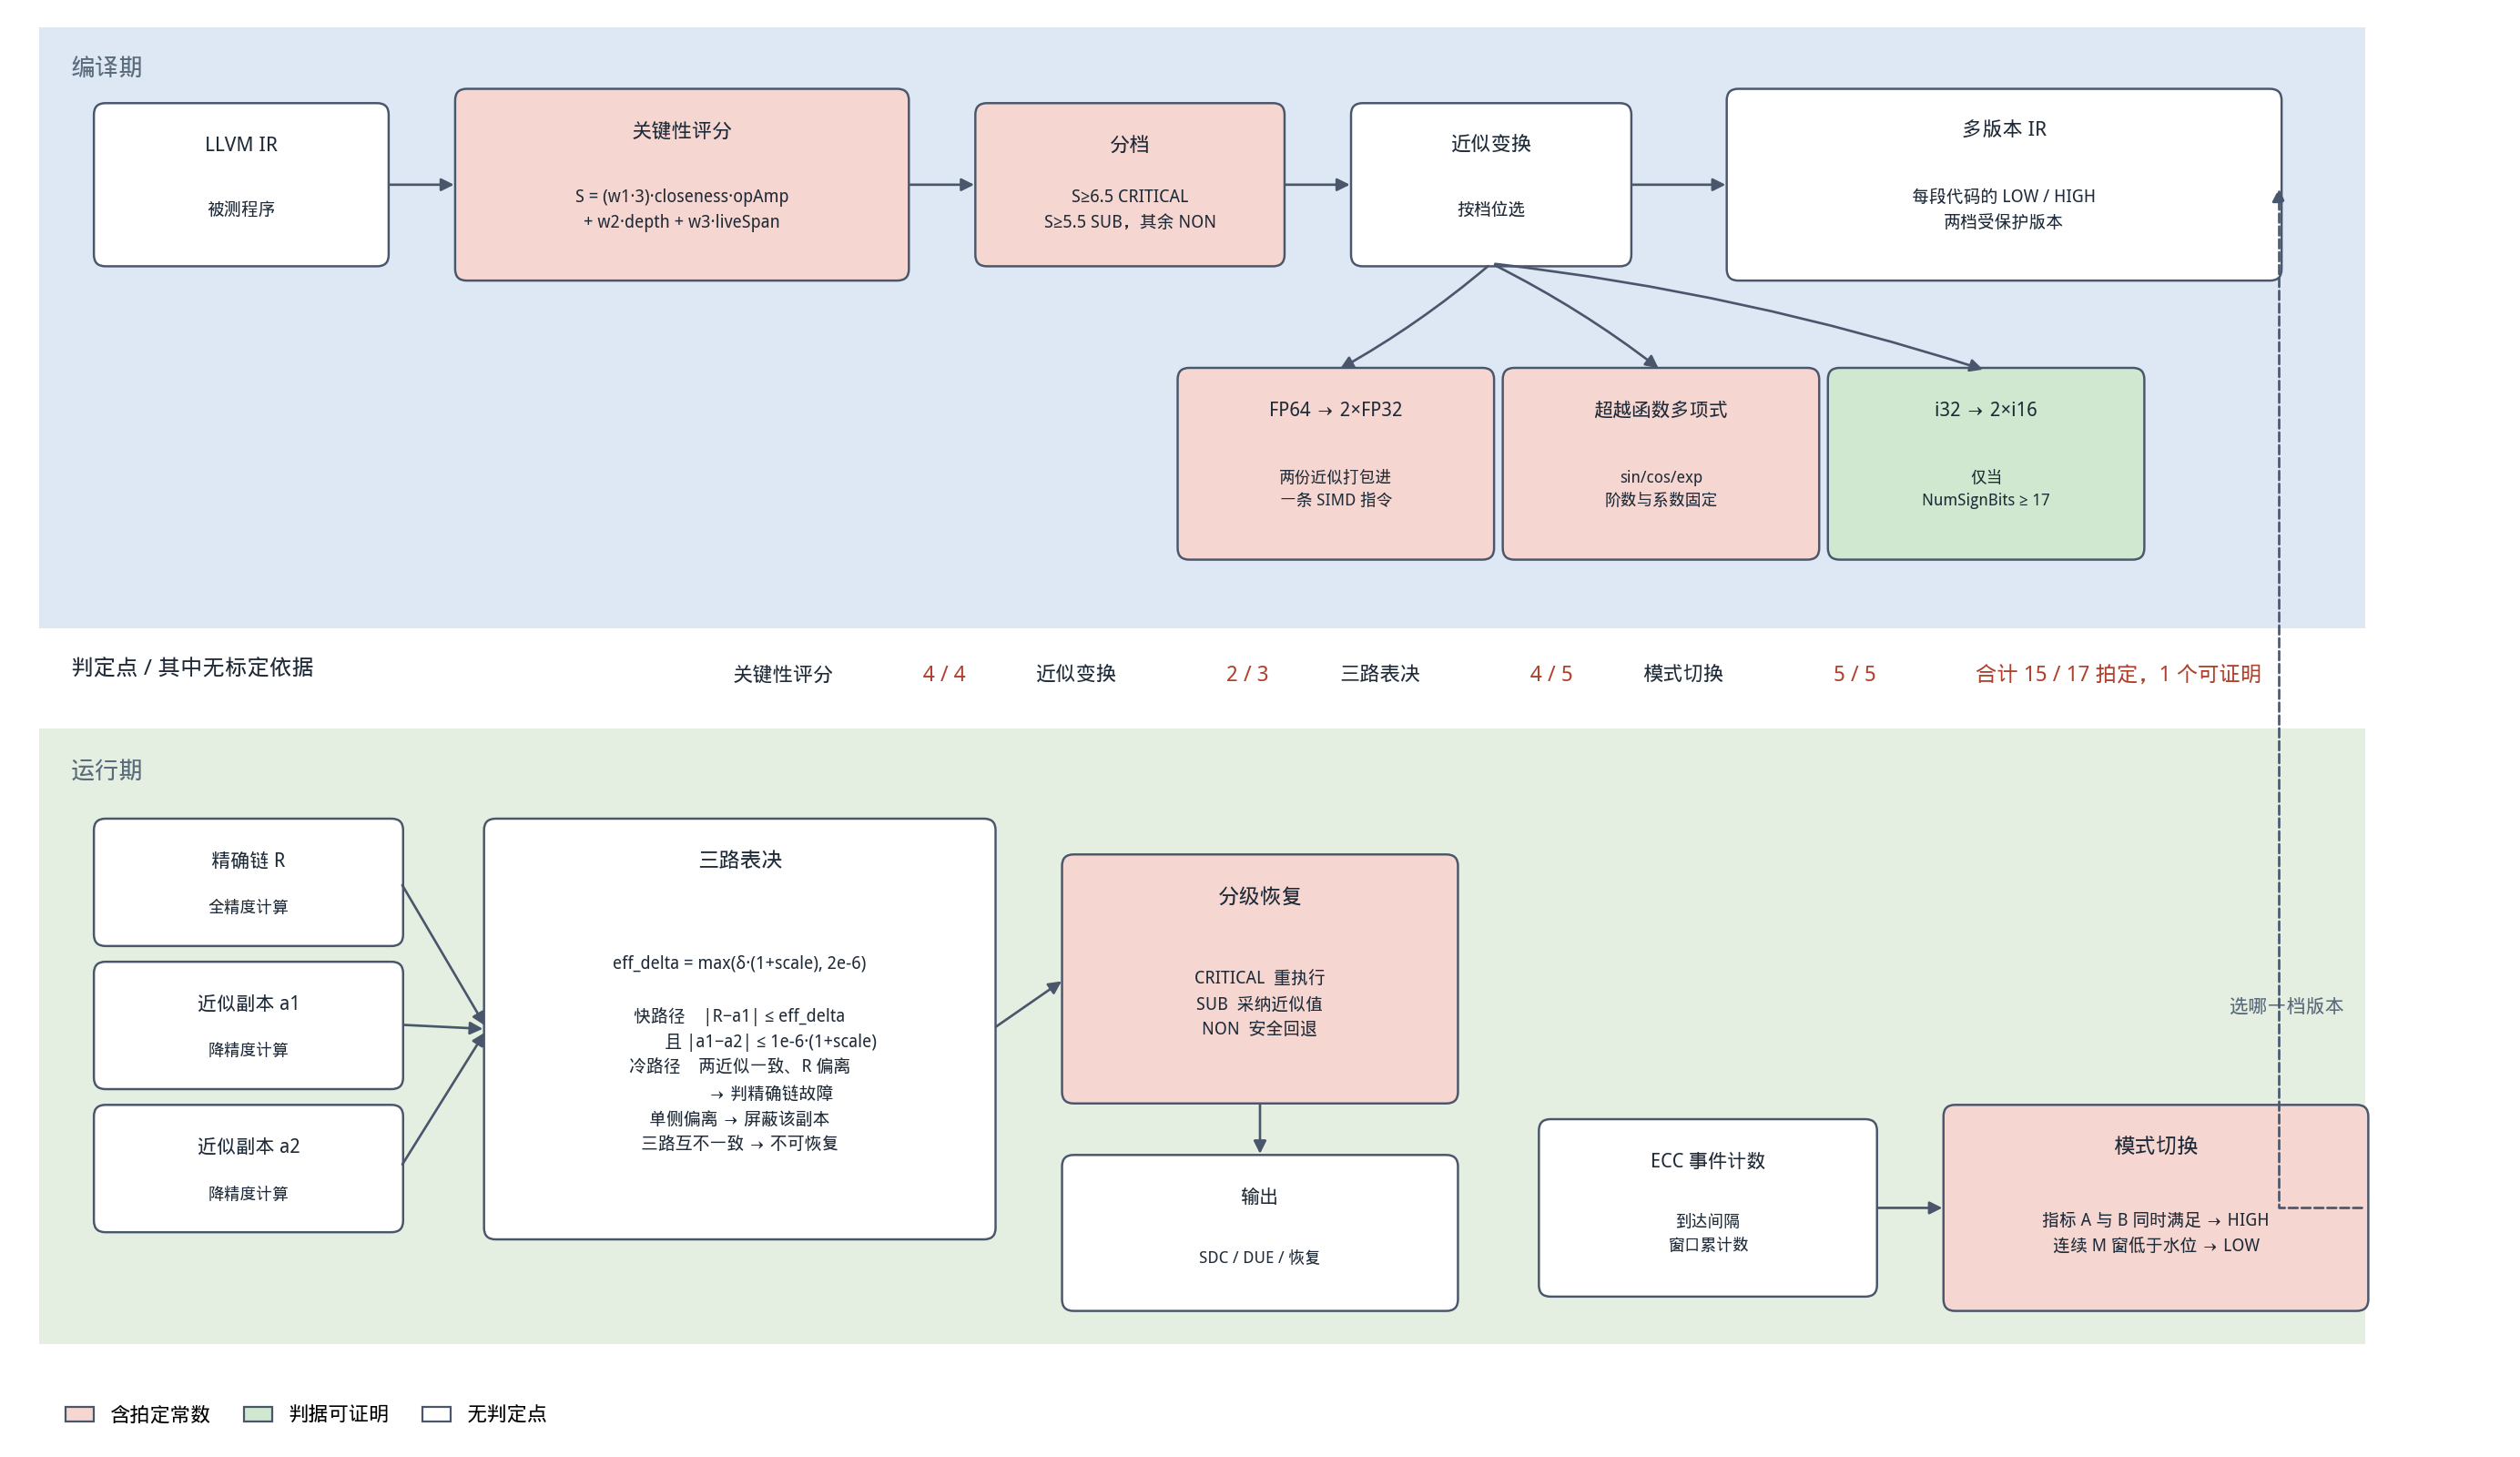 编译期
LLVM IR
被测程序
关键性评分
S = (w1·3)·closeness·opAmp
+ w2·depth + w3·liveSpan
分档
S≥6.5 CRITICAL
S≥5.5 SUB，其余 NON
近似变换
按档位选
多版本 IR
每段代码的 LOW / HIGH
两档受保护版本
FP64 → 2×FP32
两份近似打包进
一条 SIMD 指令
超越函数多项式
sin/cos/exp
阶数与系数固定
i32 → 2×i16
仅当
NumSignBits ≥ 17
判定点 / 其中无标定依据
关键性评分 4 / 4 近似变换 2 / 3 三路表决 4 / 5 模式切换 5 / 5 合计 15 / 17 拍定，1 个可证明
运行期
精确链 R
全精度计算
近似副本 a1
降精度计算
近似副本 a2
降精度计算
三路表决
eff_delta = max(δ·(1+scale), 2e-6)
快路径 |R−a1| ≤ eff_delta
且 |a1−a2| ≤ 1e-6·(1+scale)
冷路径 两近似一致、R 偏离
→ 判精确链故障
单侧偏离 → 屏蔽该副本
三路互不一致 → 不可恢复
分级恢复
CRITICAL 重执行
SUB 采纳近似值
NON 安全回退
输出
SDC / DUE / 恢复
ECC 事件计数
到达间隔
窗口累计数
选哪一档版本
模式切换
指标 A 与 B 同时满足 → HIGH
连续 M 窗低于水位 → LOW
含拍定常数
判据可证明
无判定点